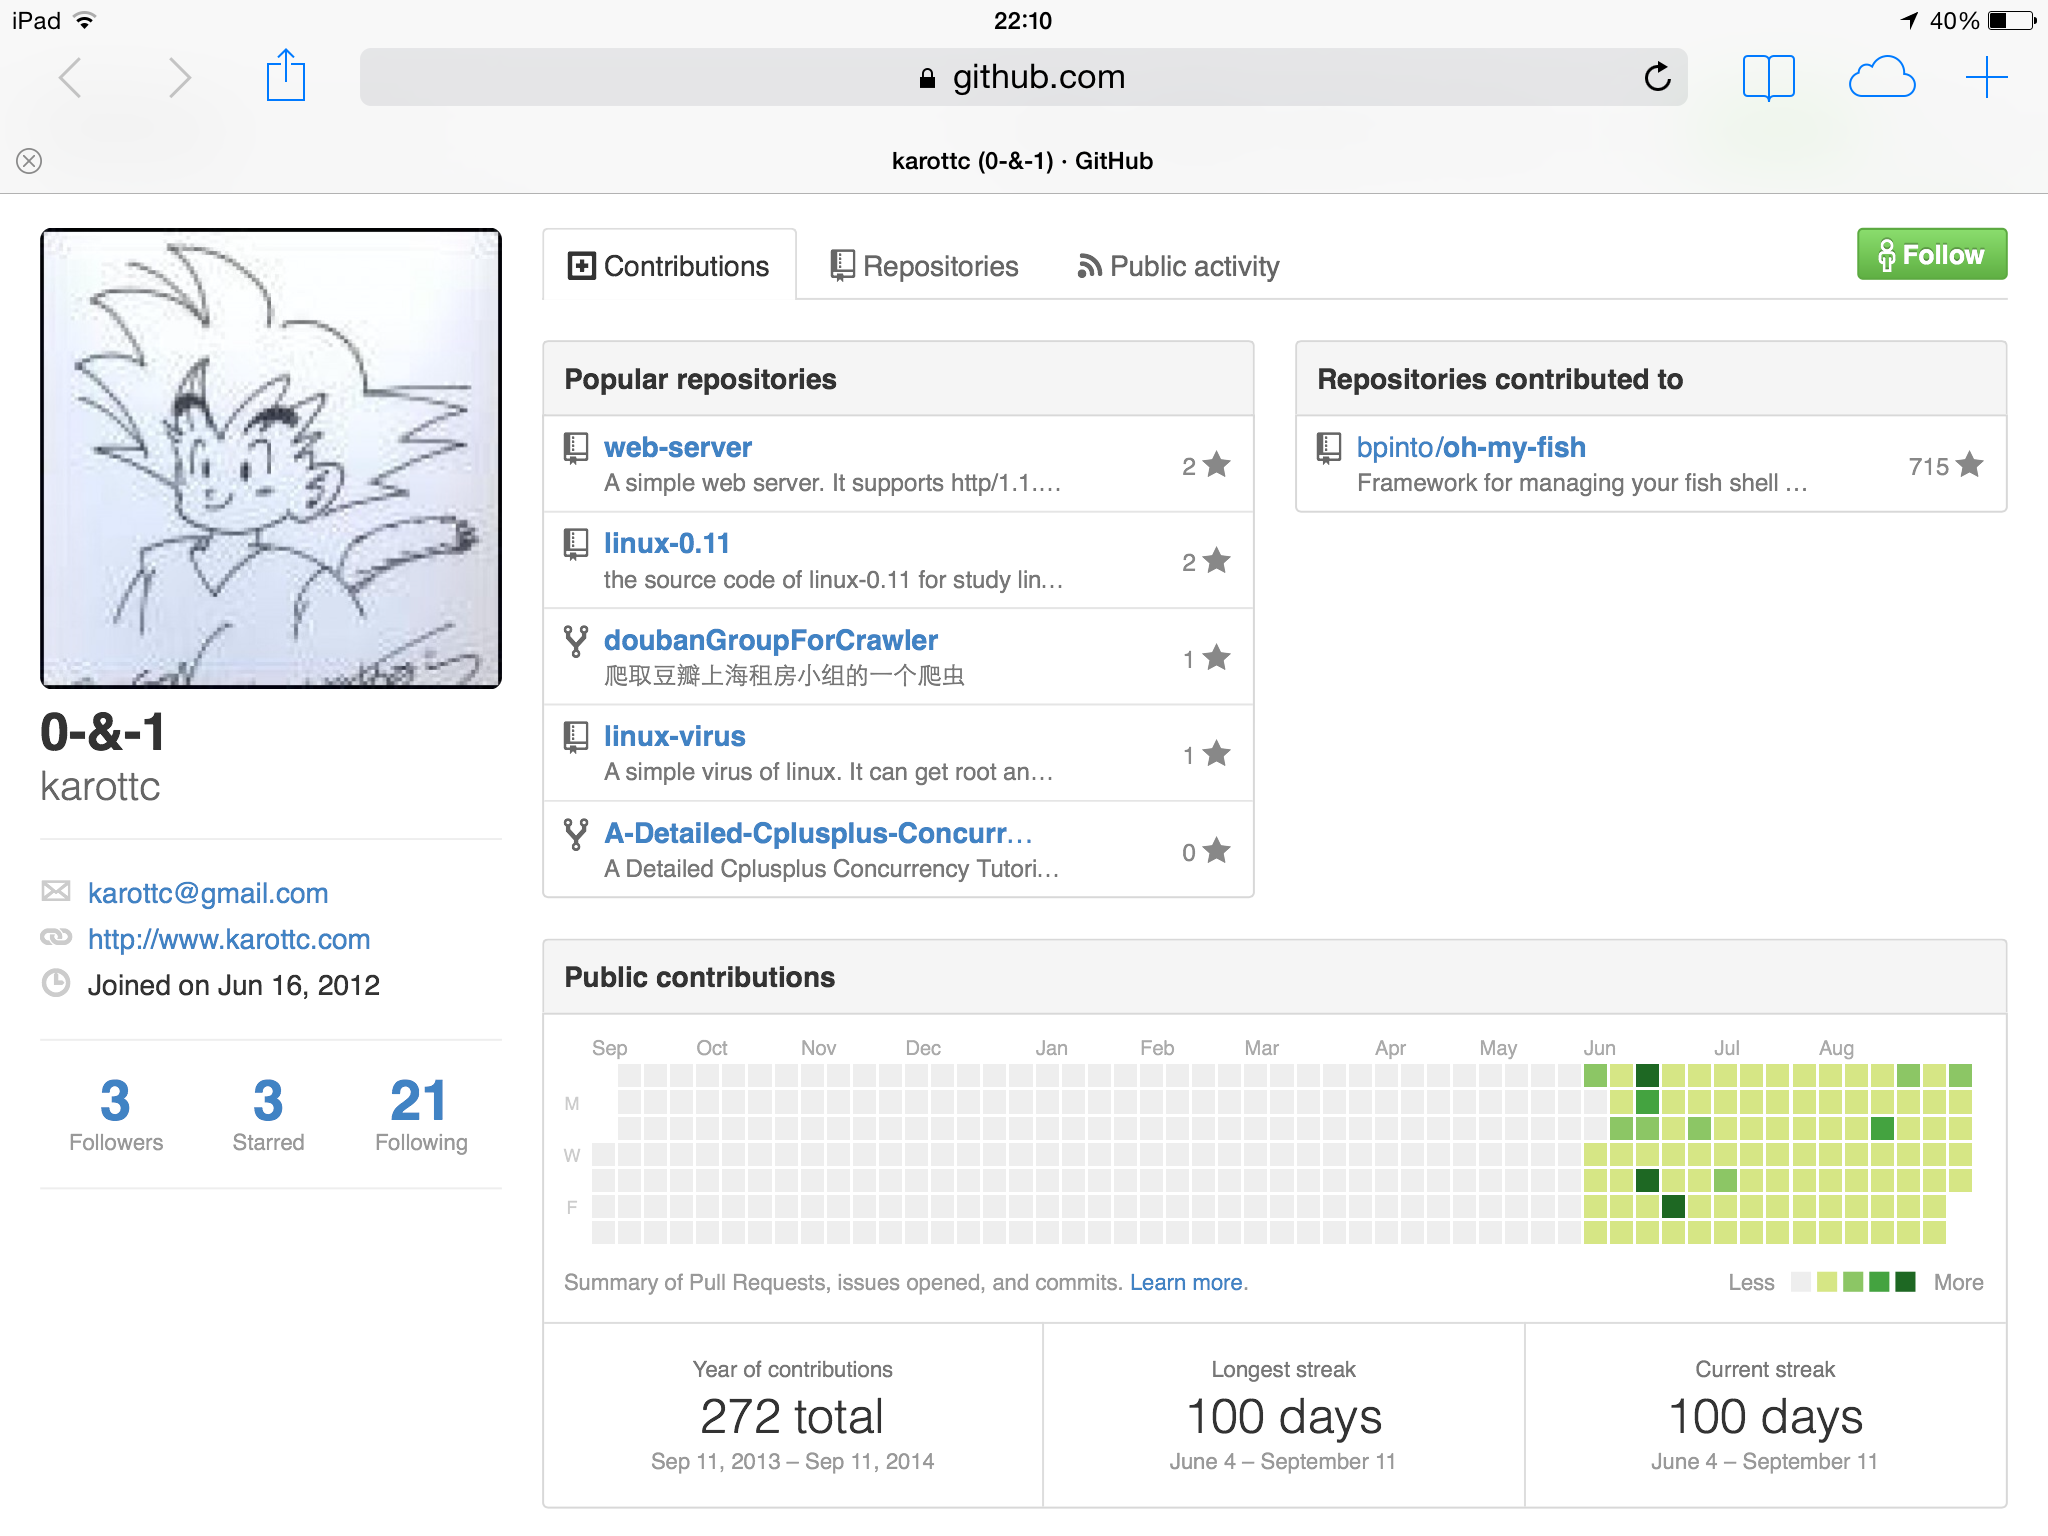 iPad
22:10
40%
github.com
karottc (0-&-1) · GitHub
Contributions
Repositories
Public activity
Follow
0-&-1
karottc
karottc@gmail.com
http://www.karottc.com
Joined on Jun 16, 2012
3
Followers
3
Starred
21
Following
Popular repositories
web-server
A simple web server. It supports http/1.1....
2
linux-0.11
the source code of linux-0.11 for study lin...
2
doubanGroupForCrawler
爬取豆瓣上海租房小组的一个爬虫
1
linux-virus
A simple virus of linux. It can get root an...
1
A-Detailed-Cplusplus-Concurr...
A Detailed Cplusplus Concurrency Tutori...
0
Repositories contributed to
bpinto/oh-my-fish
Framework for managing your fish shell ...
715
Public contributions
Sep Oct Nov Dec Jan Feb Mar Apr May Jun Jul Aug
M
W
F
Summary of Pull Requests, issues opened, and commits. Learn more.
Less
More
Year of contributions
272 total
Sep 11, 2013 – Sep 11, 2014
Longest streak
100 days
June 4 – September 11
Current streak
100 days
June 4 – September 11